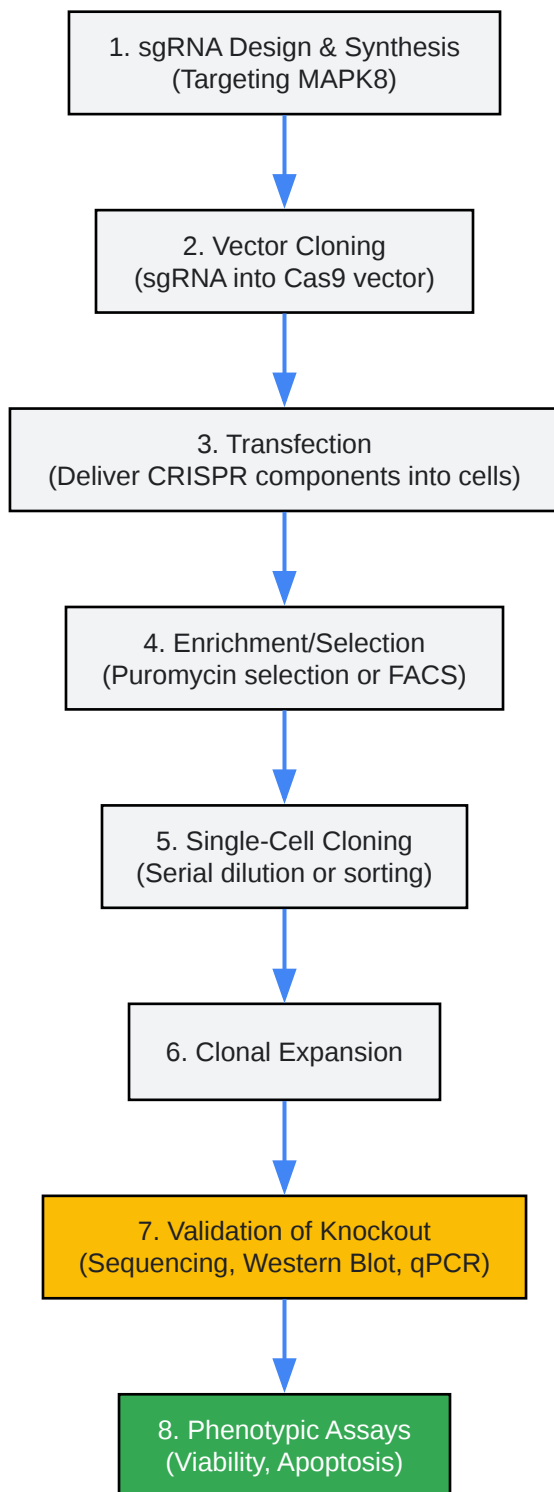 1. sgRNA Design & Synthesis
(Targeting MAPK8)
2. Vector Cloning
(sgRNA into Cas9 vector)
3. Transfection
(Deliver CRISPR components into cells)
4. Enrichment/Selection
(Puromycin selection or FACS)
5. Single-Cell Cloning
(Serial dilution or sorting)
6. Clonal Expansion
7. Validation of Knockout
(Sequencing, Western Blot, qPCR)
8. Phenotypic Assays
(Viability, Apoptosis)